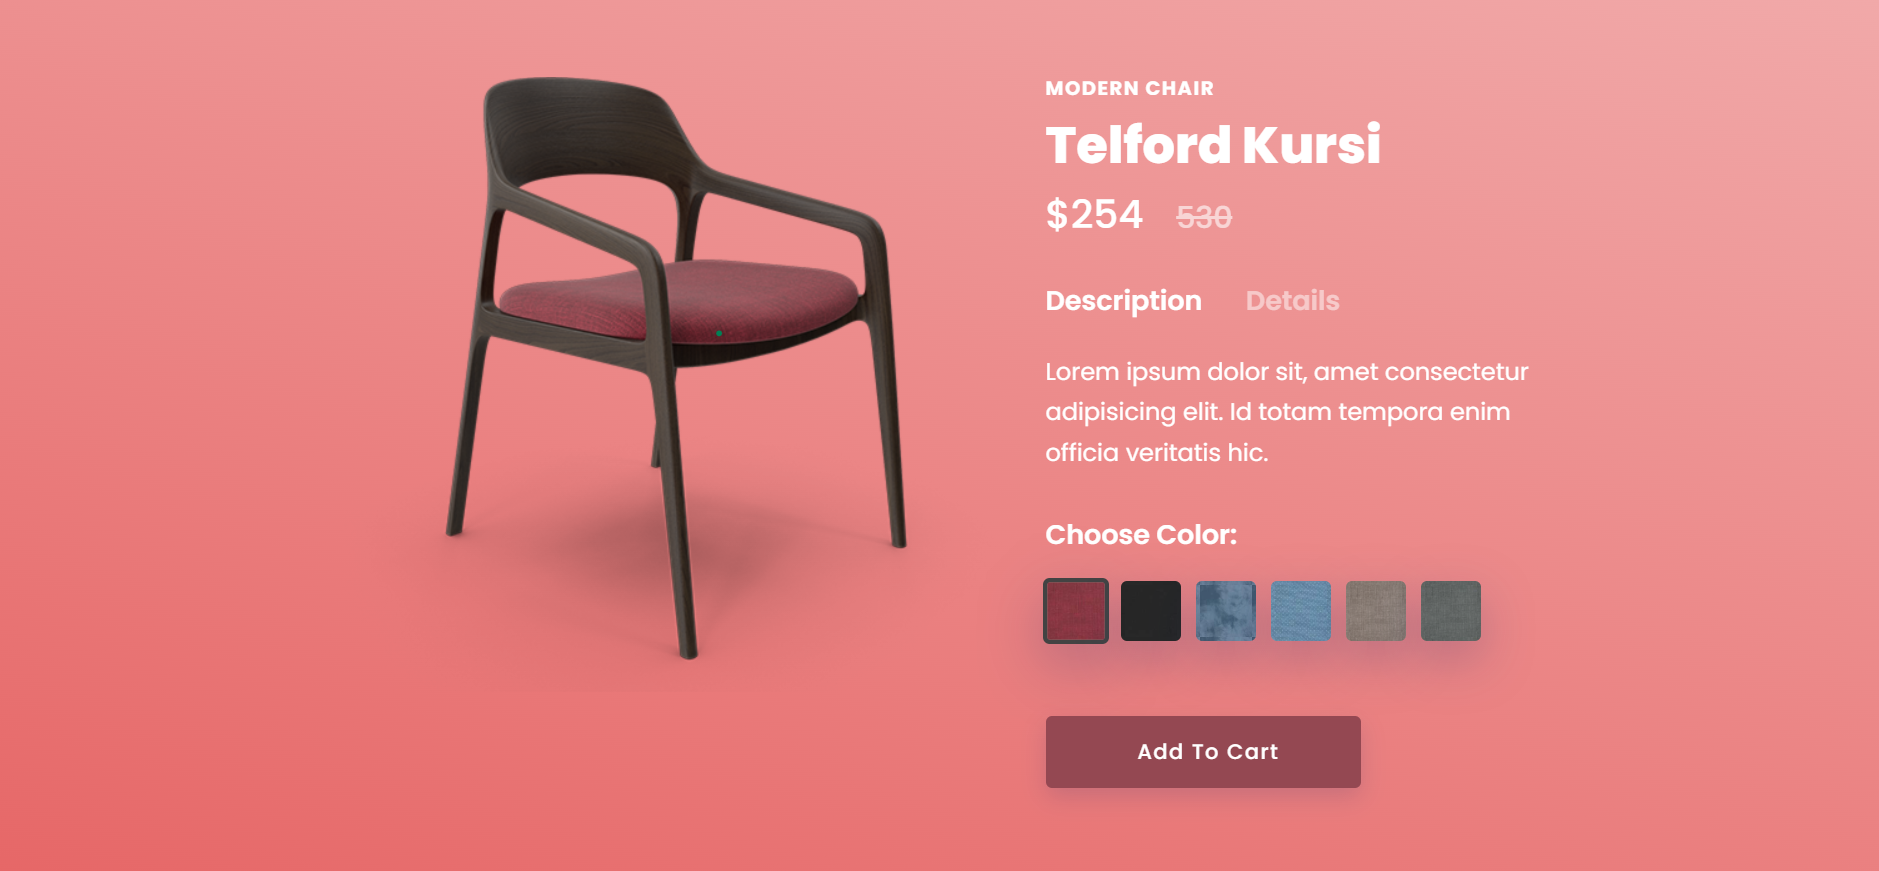 MODERN CHAIR
Telford Kursi
$254 530
Description Details
Lorem ipsum dolor sit, amet consectetur
adipisicing elit. Id totam tempora enim
officia veritatis hic.
Choose Color:
Add To Cart